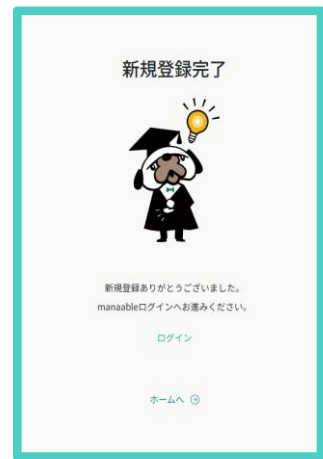 新規登録完了
新規登録ありがとうございました。
manaableログインへお進みください。
ログイン
ホームへ